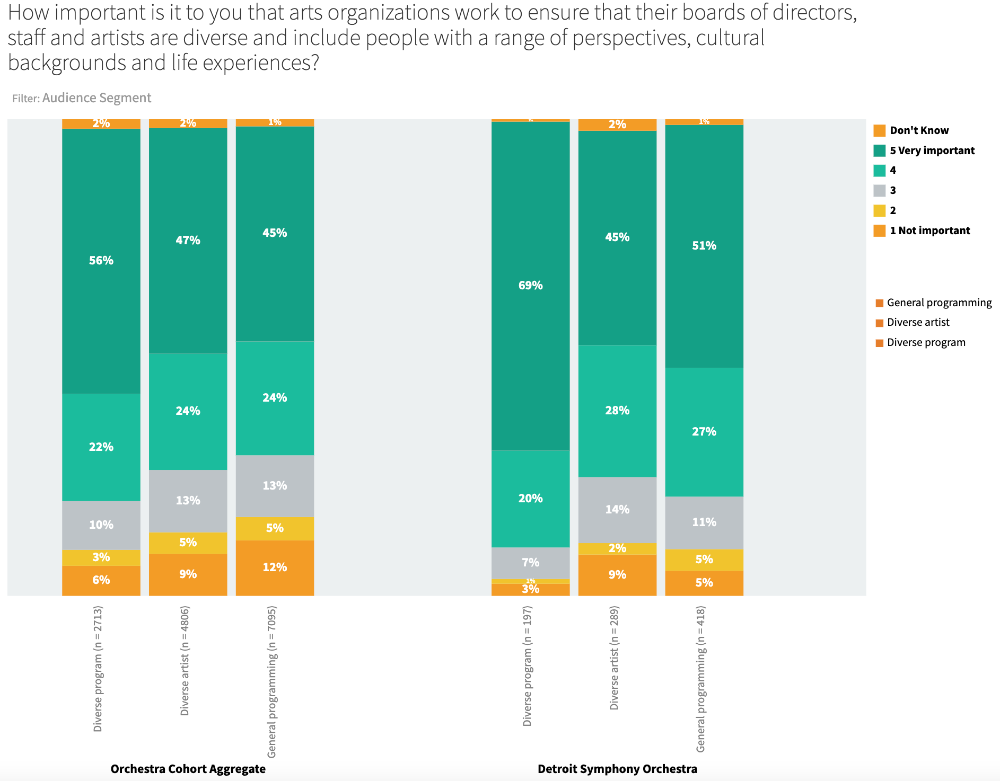 How important is it to you that arts organizations work to ensure that their boards of directors,
staff and artists are diverse and include people with a range of perspectives, cultural
backgrounds and life experiences?
Filter: Audience Segment
2%
56%
22%
10%
3%
6%
2%
47%
24%
13%
5%
9%
1%
45%
24%
13%
5%
12%
1%
69%
20%
7%
1%
3%
2%
45%
28%
14%
2%
9%
1%
51%
27%
11%
5%
5%
Don't Know
5 Very important
4
3
2
1 Not important
General programming
Diverse artist
Diverse program
Diverse program (n = 2713)
Diverse artist (n = 4806)
General programming (n = 7095)
Diverse program (n = 197)
Diverse artist (n = 289)
General programming (n = 418)
Orchestra Cohort Aggregate
Detroit Symphony Orchestra